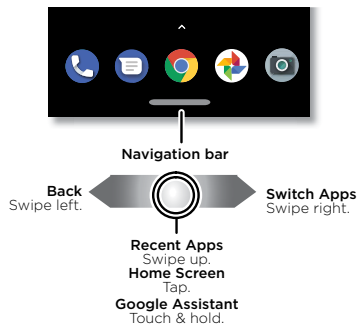 Navigation bar
Back
Swipe left.
Switch Apps
Swipe right.
Recent Apps
Swipe up.
Home Screen
Tap.
Google Assistant
Touch & hold.